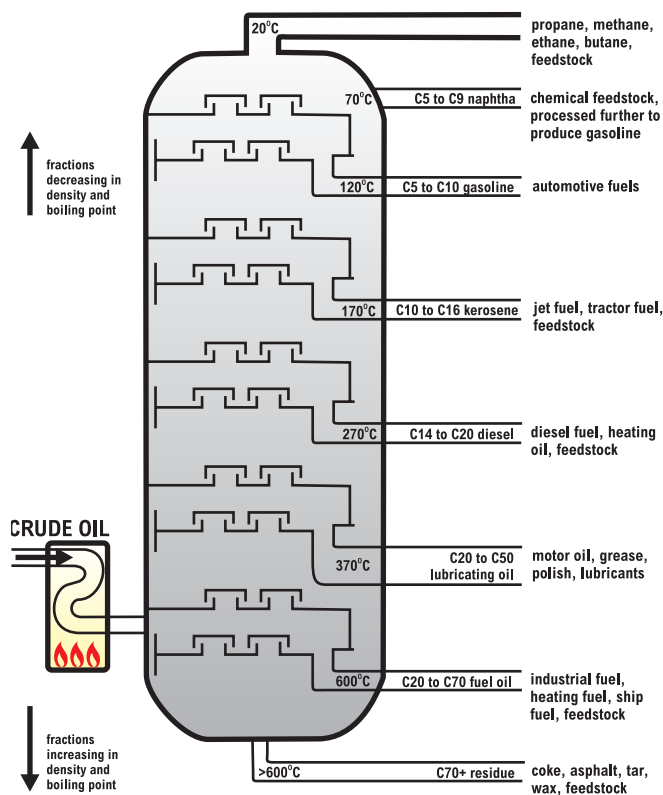 20°C
propane, methane,
ethane, butane,
feedstock
70°C
C5 to C9 naphtha
chemical feedstock,
processed further to
produce gasoline
fractions
decreasing in
density and
boiling point
120°C
C5 to C10 gasoline
automotive fuels
170°C
C10 to C16 kerosene
jet fuel, tractor fuel,
feedstock
270°C
C14 to C20 diesel
diesel fuel, heating
oil, feedstock
CRUDE OIL
370°C
C20 to C50
lubricating oil
motor oil, grease,
polish, lubricants
600°C
C20 to C70 fuel oil
industrial fuel,
heating fuel, ship
fuel, feedstock
fractions
increasing in
density and
boiling point
>600°C
C70+ residue
coke, asphalt, tar,
wax, feedstock